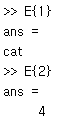 >> E{1}
ans =
cat
>> E{2}
ans =
4